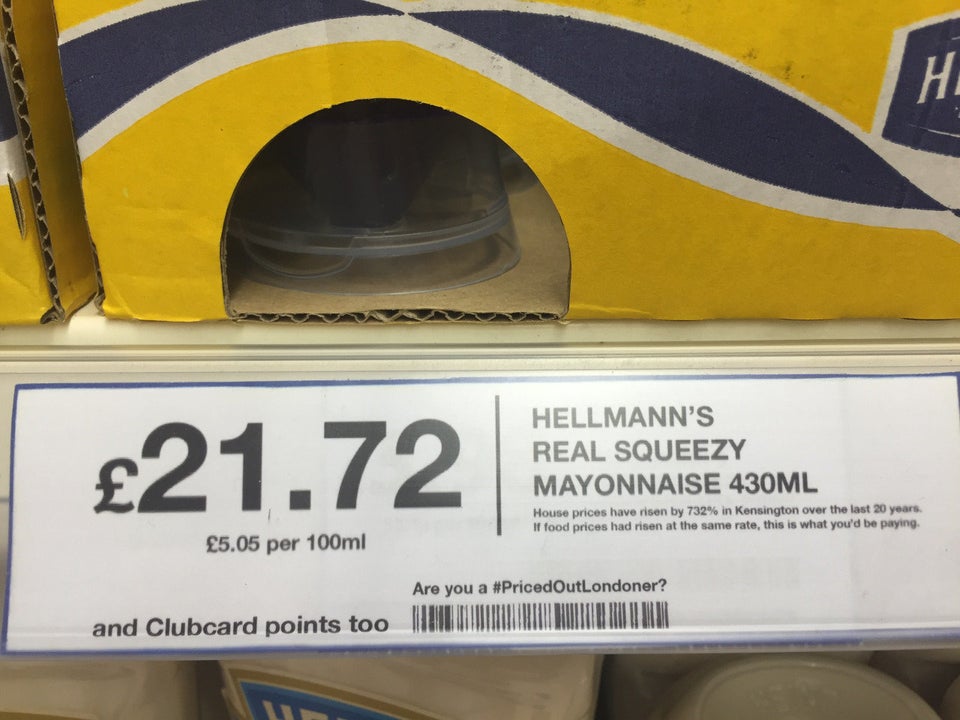 £21.72
£5.05 per 100ml
HELLMANN'S
REAL SQUEEZY
MAYONNAISE 430ML
House prices have risen by 732% in Kensington over the last 20 years.
If food prices had risen at the same rate, this is what you'd be paying.
Are you a #PricedOutLondoner?
and Clubcard points too